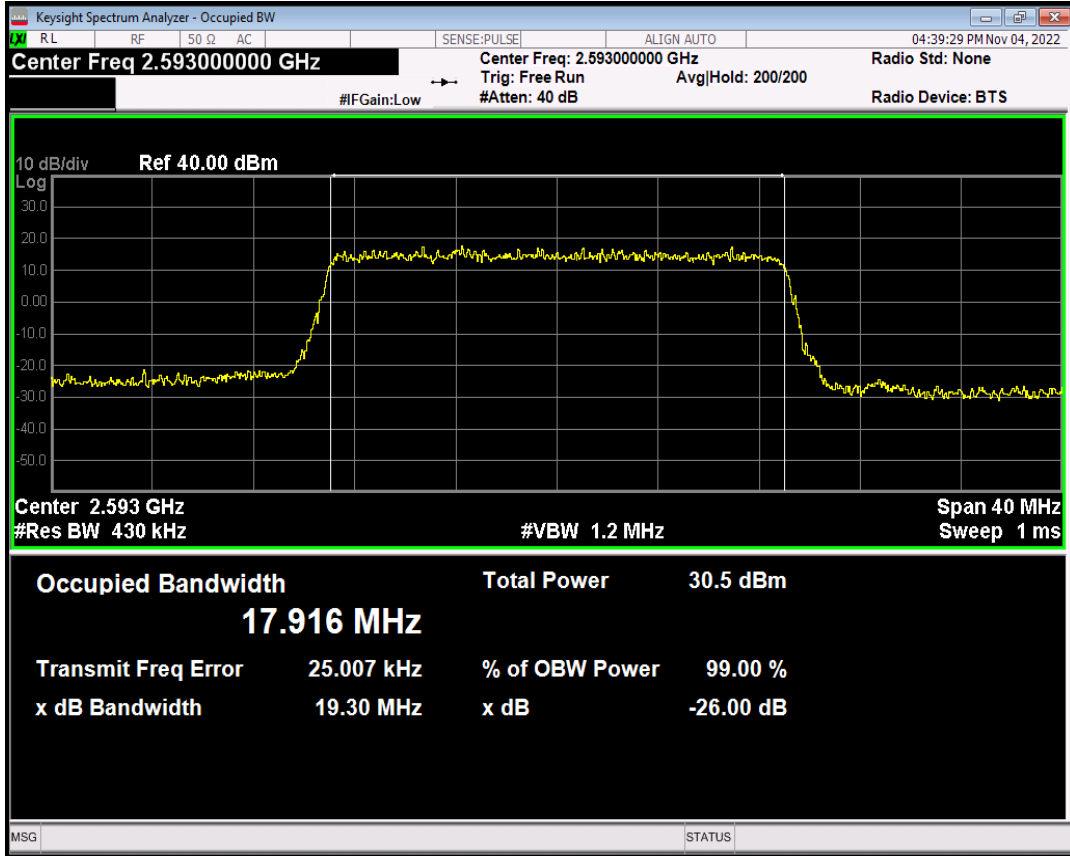 Keysight Spectrum Analyzer - Occupied BW
LXI RL RF 50 Ω AC SENSE:PULSE ALIGN AUTO 04:39:29 PM Nov 04, 2022
Center Freq 2.593000000 GHz
Center Freq: 2.593000000 GHz
Radio Std: None
Trig: Free Run Avg|Hold: 200/200
#IFGain:Low #Atten: 40 dB
Radio Device: BTS
10 dB/div Ref 40.00 dBm
Log
30.0
20.0
10.0
0.00
-10.0
-20.0
-30.0
-40.0
-50.0
Center 2.593 GHz Span 40 MHz
#Res BW 430 kHz #VBW 1.2 MHz Sweep 1 ms
Occupied Bandwidth Total Power 30.5 dBm
17.916 MHz
Transmit Freq Error 25.007 kHz % of OBW Power 99.00 %
x dB Bandwidth 19.30 MHz x dB -26.00 dB
MSG STATUS